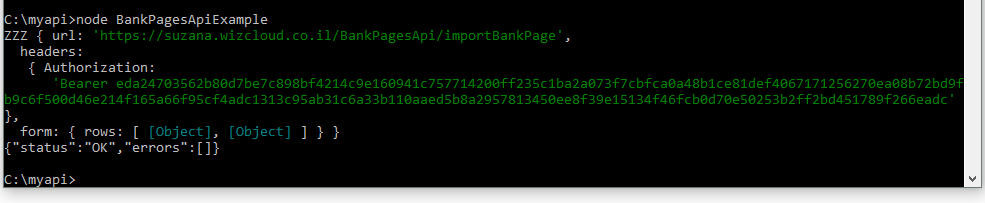 C:\myapi>node BankPagesApiExample
ZZZ { url: 'https://suzana.wizcloud.co.il/BankPagesApi/importBankPage',
headers:
{ Authorization:
'Bearer eda24703562b80d7be7c898bf4214c9e160941c757714200ff235c1ba2a073f7cbfca0a48b1ce81def4067171256270ea08b72bd9f
b9c6f500d46e214f165a66f95cf4adc1313c95ab31c6a33b110aaed5b8a2957813450ee8f39e15134f46fcb0d70e50253b2ff2bd451789f266eadc'
},
form: { rows: [ [Object], [Object] ] } }
{"status":"OK","errors":[]}
C:\myapi>